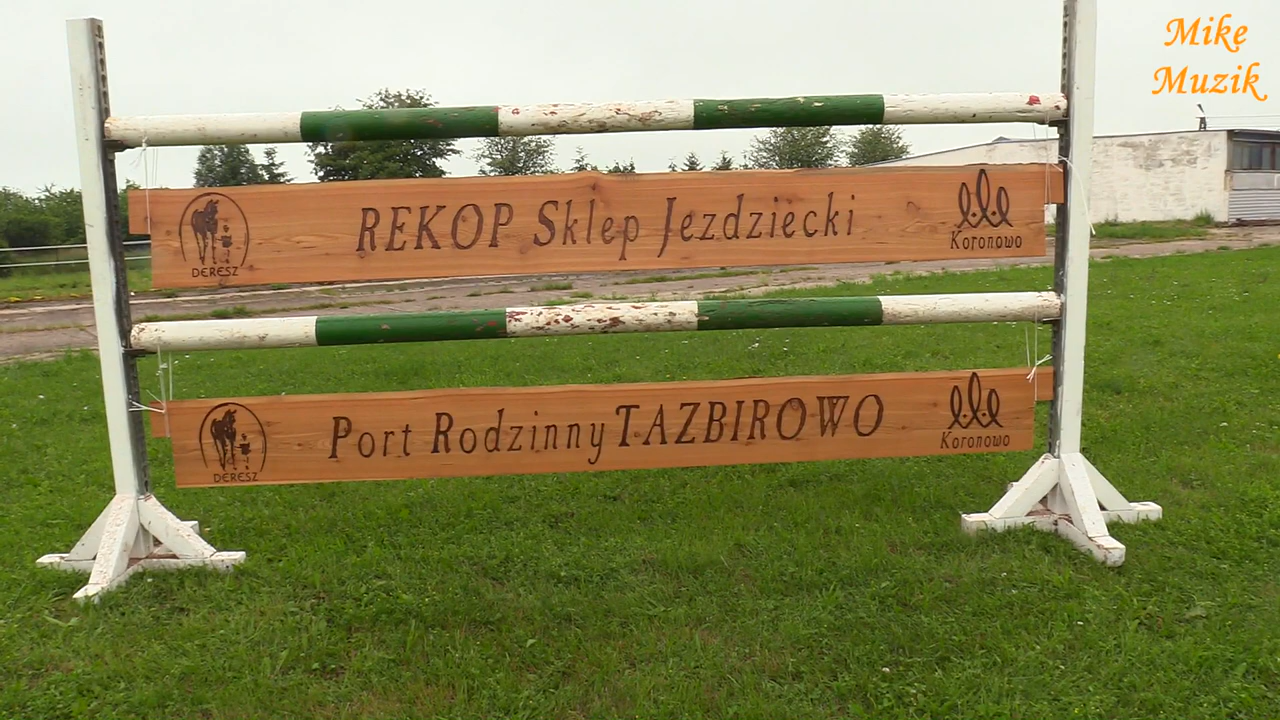 Mike
Muzik
DERESZ
REKOP Sklep Jezdziecki
Koronowo
DERESZ
Port Rodzinny TAZBIROWO
Koronowo